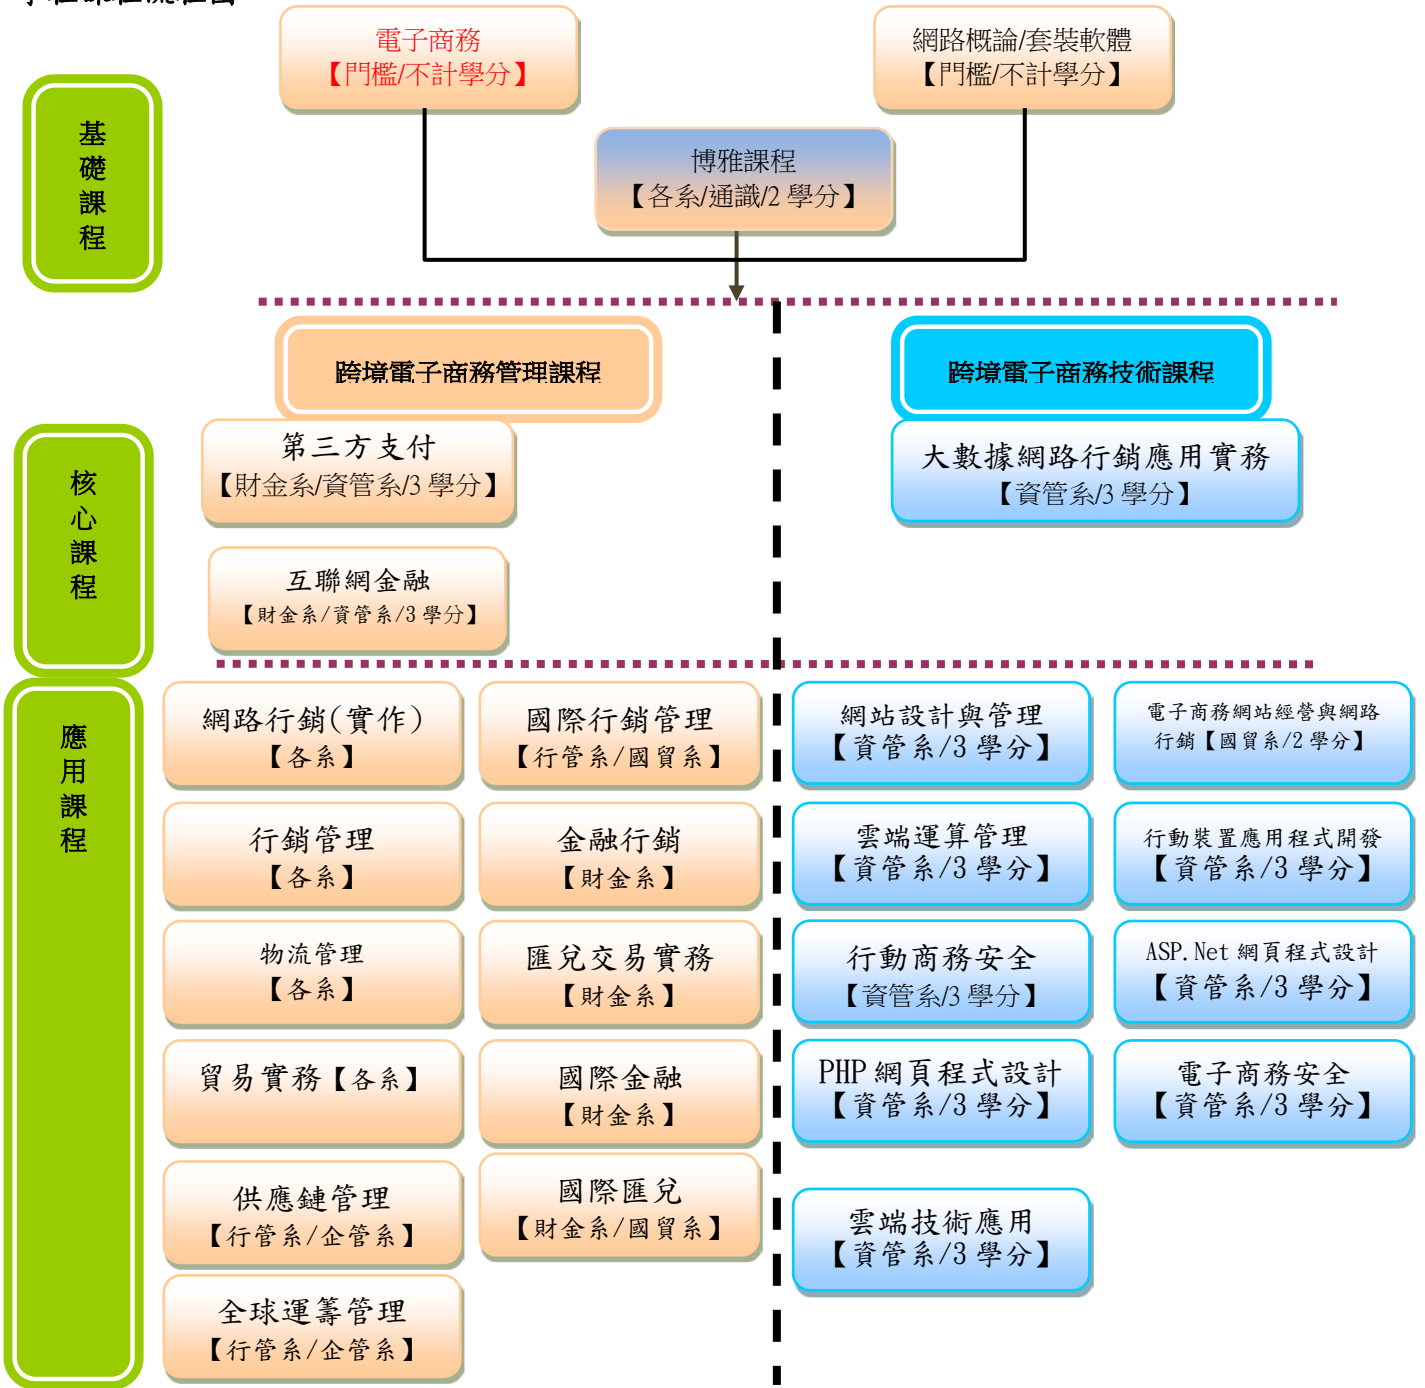 學程課程流程圖
電子商務
【門檻/不計學分】
網路概論/套裝軟體
【門檻/不計學分】
博雅課程
【各系/通識/2 學分】
基
礎
課
程
跨境電子商務管理課程
跨境電子商務技術課程
核
心
課
程
第三方支付
【財金系/資管系/3 學分】
大數據網路行銷應用實務
【資管系/3 學分】
互聯網金融
【財金系/資管系/3 學分】
應
用
課
程
網路行銷(實作)
【各系】
國際行銷管理
【行管系/國貿系】
網站設計與管理
【資管系/3 學分】
電子商務網站經營與網路
行銷【國貿系/2 學分】
行銷管理
【各系】
金融行銷
【財金系】
雲端運算管理
【資管系/3 學分】
行動裝置應用程式開發
【資管系/3 學分】
物流管理
【各系】
匯兌交易實務
【財金系】
行動商務安全
【資管系/3 學分】
ASP.Net 網頁程式設計
【資管系/3 學分】
貿易實務【各系】
國際金融
【財金系】
PHP 網頁程式設計
【資管系/3 學分】
電子商務安全
【資管系/3 學分】
供應鏈管理
【行管系/企管系】
國際匯兌
【財金系/國貿系】
雲端技術應用
【資管系/3 學分】
全球運籌管理
【行管系/企管系】